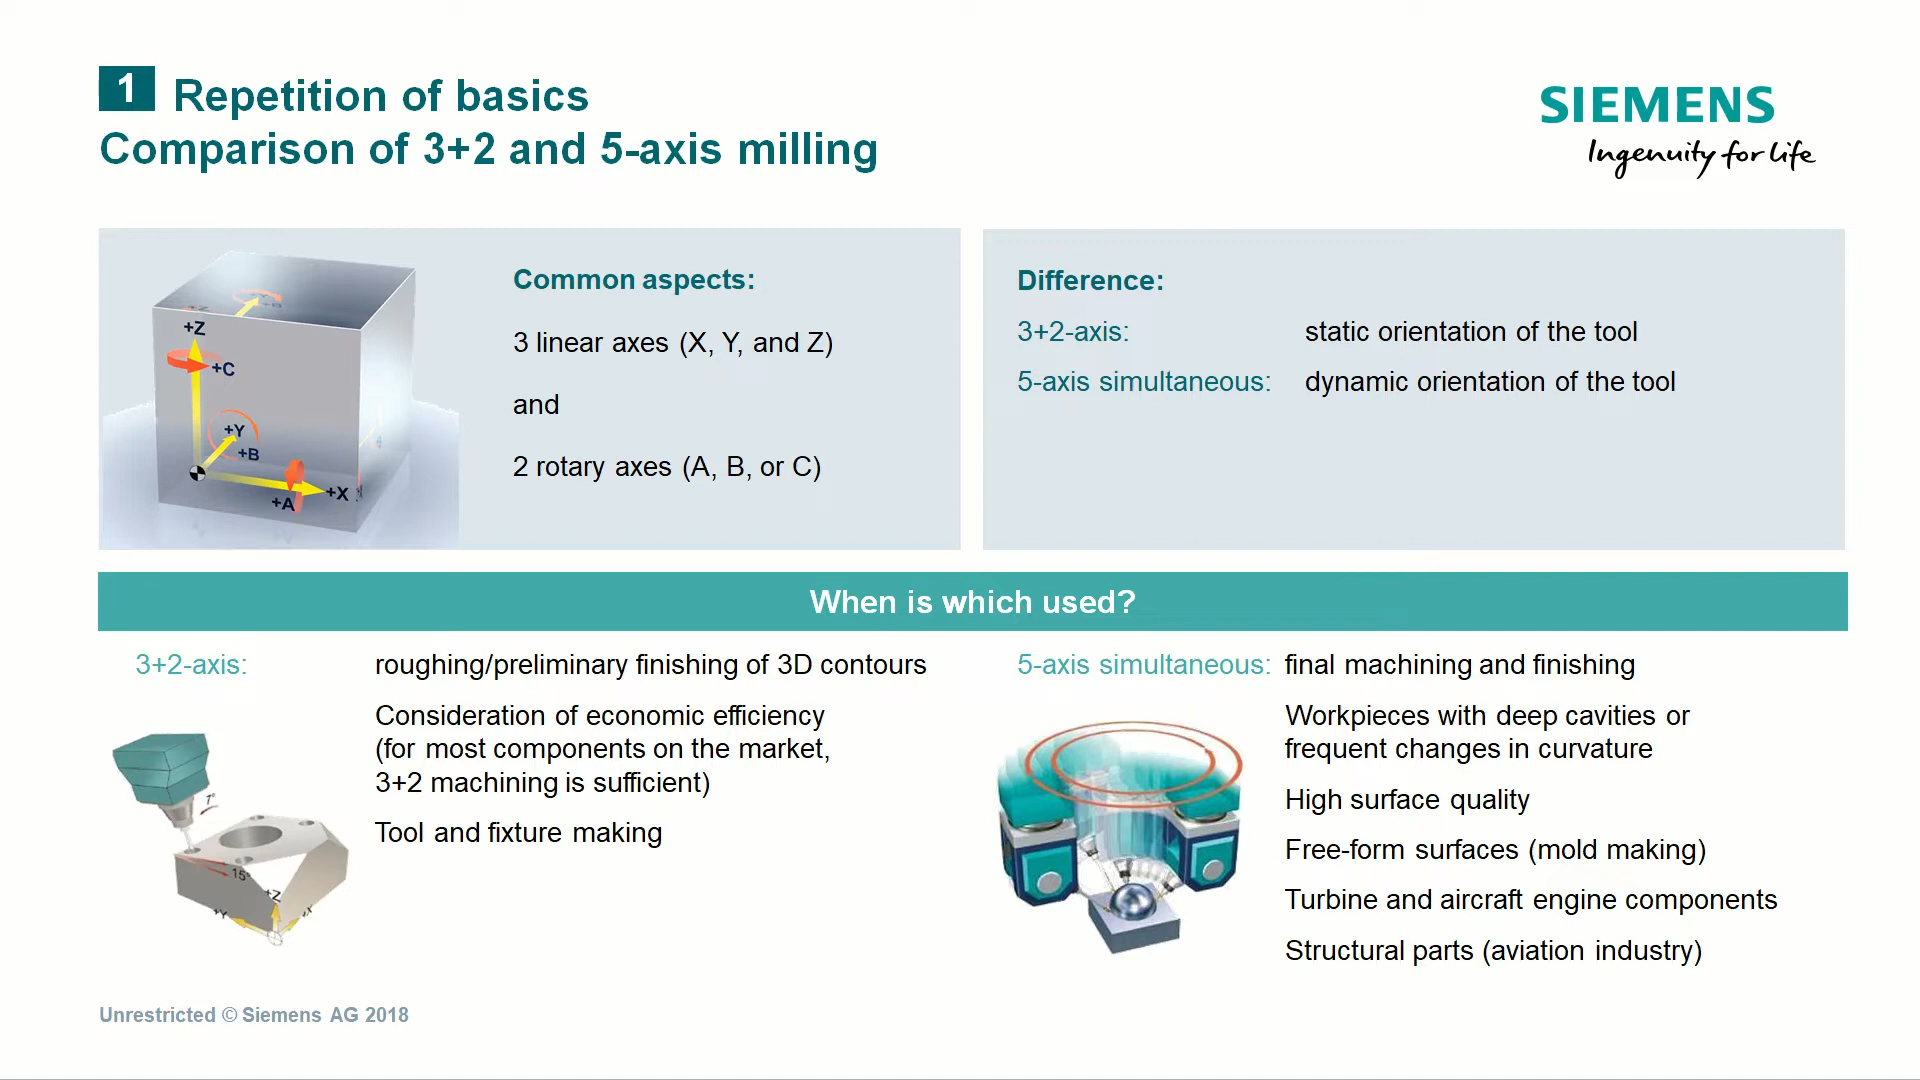 1 Repetition of basics
Comparison of 3+2 and 5-axis milling
SIEMENS
Ingenuity for life
+Z
+C
+Y
+B
+X
+A
Common aspects:
3 linear axes (X, Y, and Z)
and
2 rotary axes (A, B, or C)
Difference:
3+2-axis: static orientation of the tool
5-axis simultaneous: dynamic orientation of the tool
When is which used?
3+2-axis: roughing/preliminary finishing of 3D contours
Consideration of economic efficiency
(for most components on the market,
3+2 machining is sufficient)
Tool and fixture making
7°
15°
+Z
+Y
+X
5-axis simultaneous: final machining and finishing
Workpieces with deep cavities or
frequent changes in curvature
High surface quality
Free-form surfaces (mold making)
Turbine and aircraft engine components
Structural parts (aviation industry)
Unrestricted © Siemens AG 2018